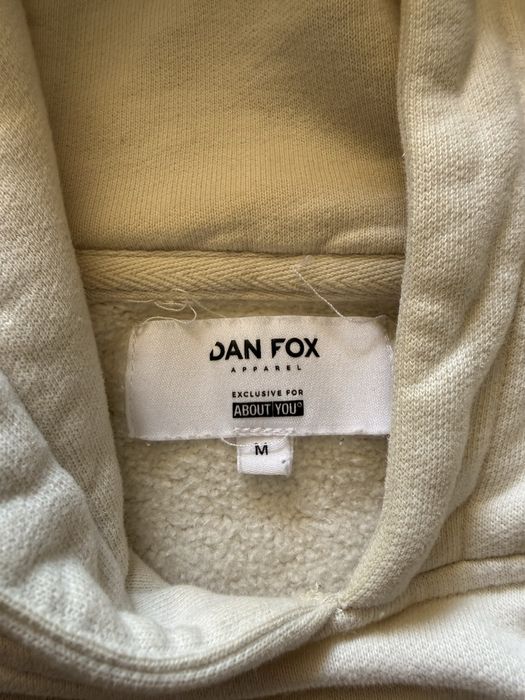 DAN FOX
APPAREL
EXCLUSIVE FOR
ABOUT YOU°
M